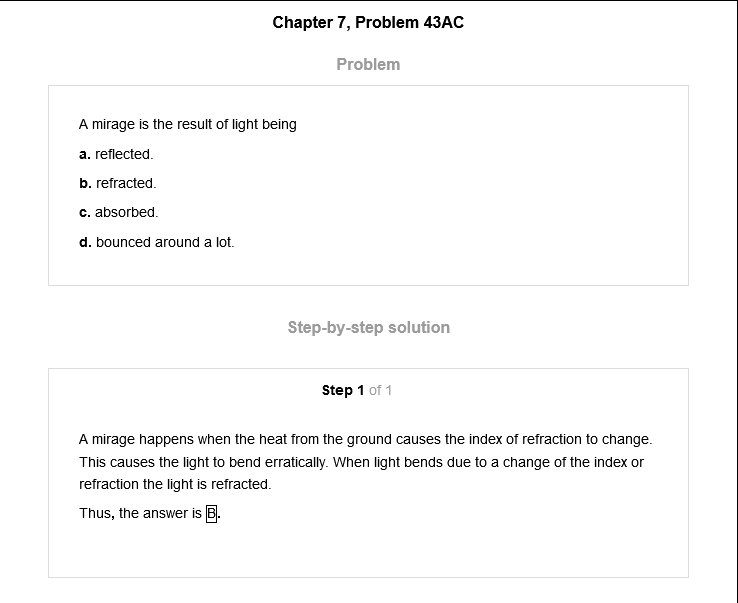 Chapter 7, Problem 43AC
Problem
A mirage is the result of light being
a. reflected.
b. refracted.
c. absorbed.
d. bounced around a lot.
Step-by-step solution
Step 1 of 1
A mirage happens when the heat from the ground causes the index of refraction to change.
This causes the light to bend erratically. When light bends due to a change of the index or
refraction the light is refracted.
Thus, the answer is B.